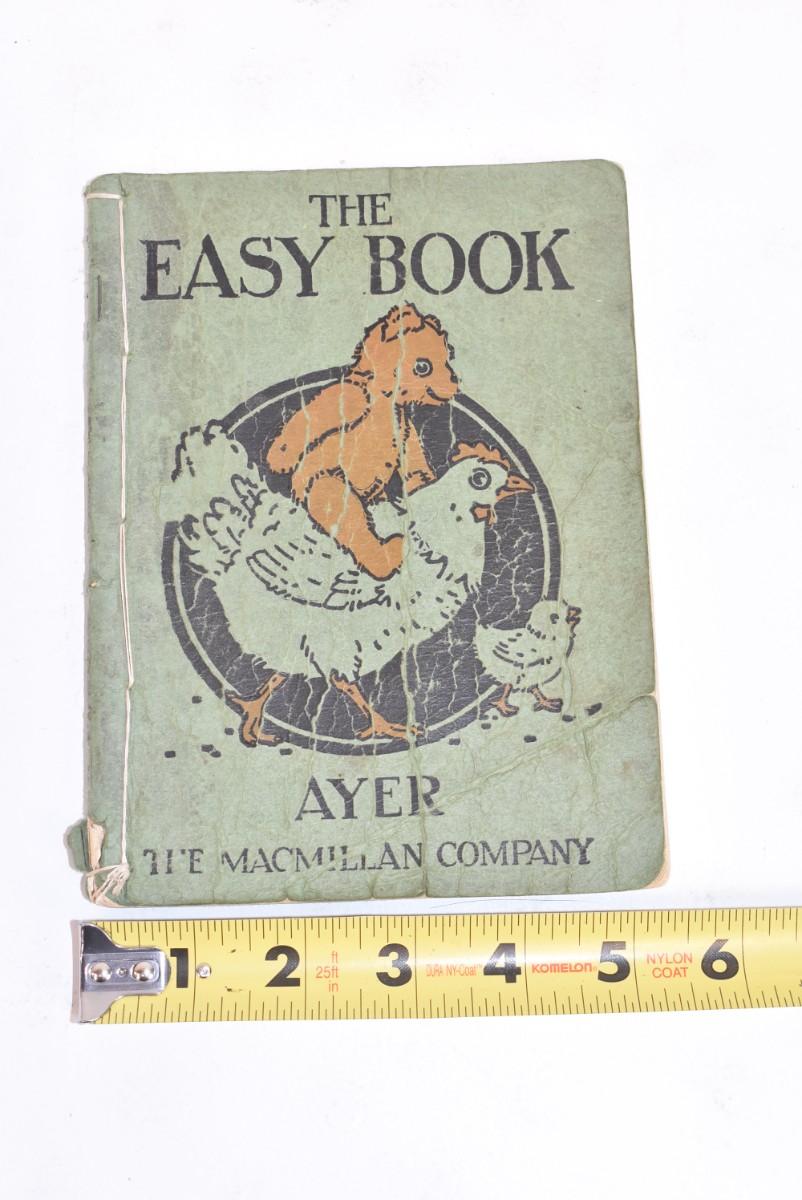 THE
EASY BOOK
AYER
THE MACMILLAN COMPANY
1 2 ft 25ft in 3 DURA NY-Coat™ 4 KOMELON® 5 NYLON COAT 6